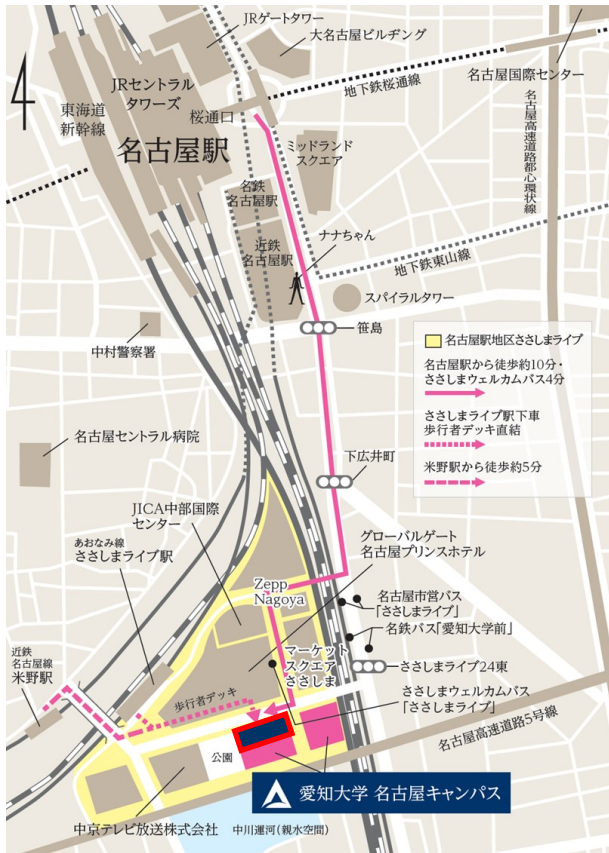 JRゲートタワー
大名古屋ビルヂング
JRセントラル
タワーズ
名古屋国際センター
地下鉄桜通線
東海道
新幹線
桜通口
名古屋駅
ミッドランド
スクエア
名古屋高速道路都心環状線
名鉄
名古屋駅
近鉄
名古屋駅
ナナちゃん
地下鉄東山線
スパイラルタワー
笹島
中村警察署
名古屋駅地区ささしまライブ
名古屋駅から徒歩約10分・
ささしまウェルカムバス4分
ささしまライブ駅下車
歩行者デッキ直結
米野駅から徒歩約5分
名古屋セントラル病院
下広井町
JICA中部国際
センター
あおなみ線
ささしまライブ駅
グローバルゲート
名古屋プリンスホテル
Zepp
Nagoya
名古屋市営バス
「ささしまライブ」
名鉄バス「愛知大学前」
近鉄
名古屋線
米野駅
マーケット
スクエア
ささしま
ささしまライブ24東
歩行者デッキ
ささしまウェルカムバス
「ささしまライブ」
名古屋高速道路5号線
公園
愛知大学 名古屋キャンパス
中京テレビ放送株式会社
中川運河(親水空間)